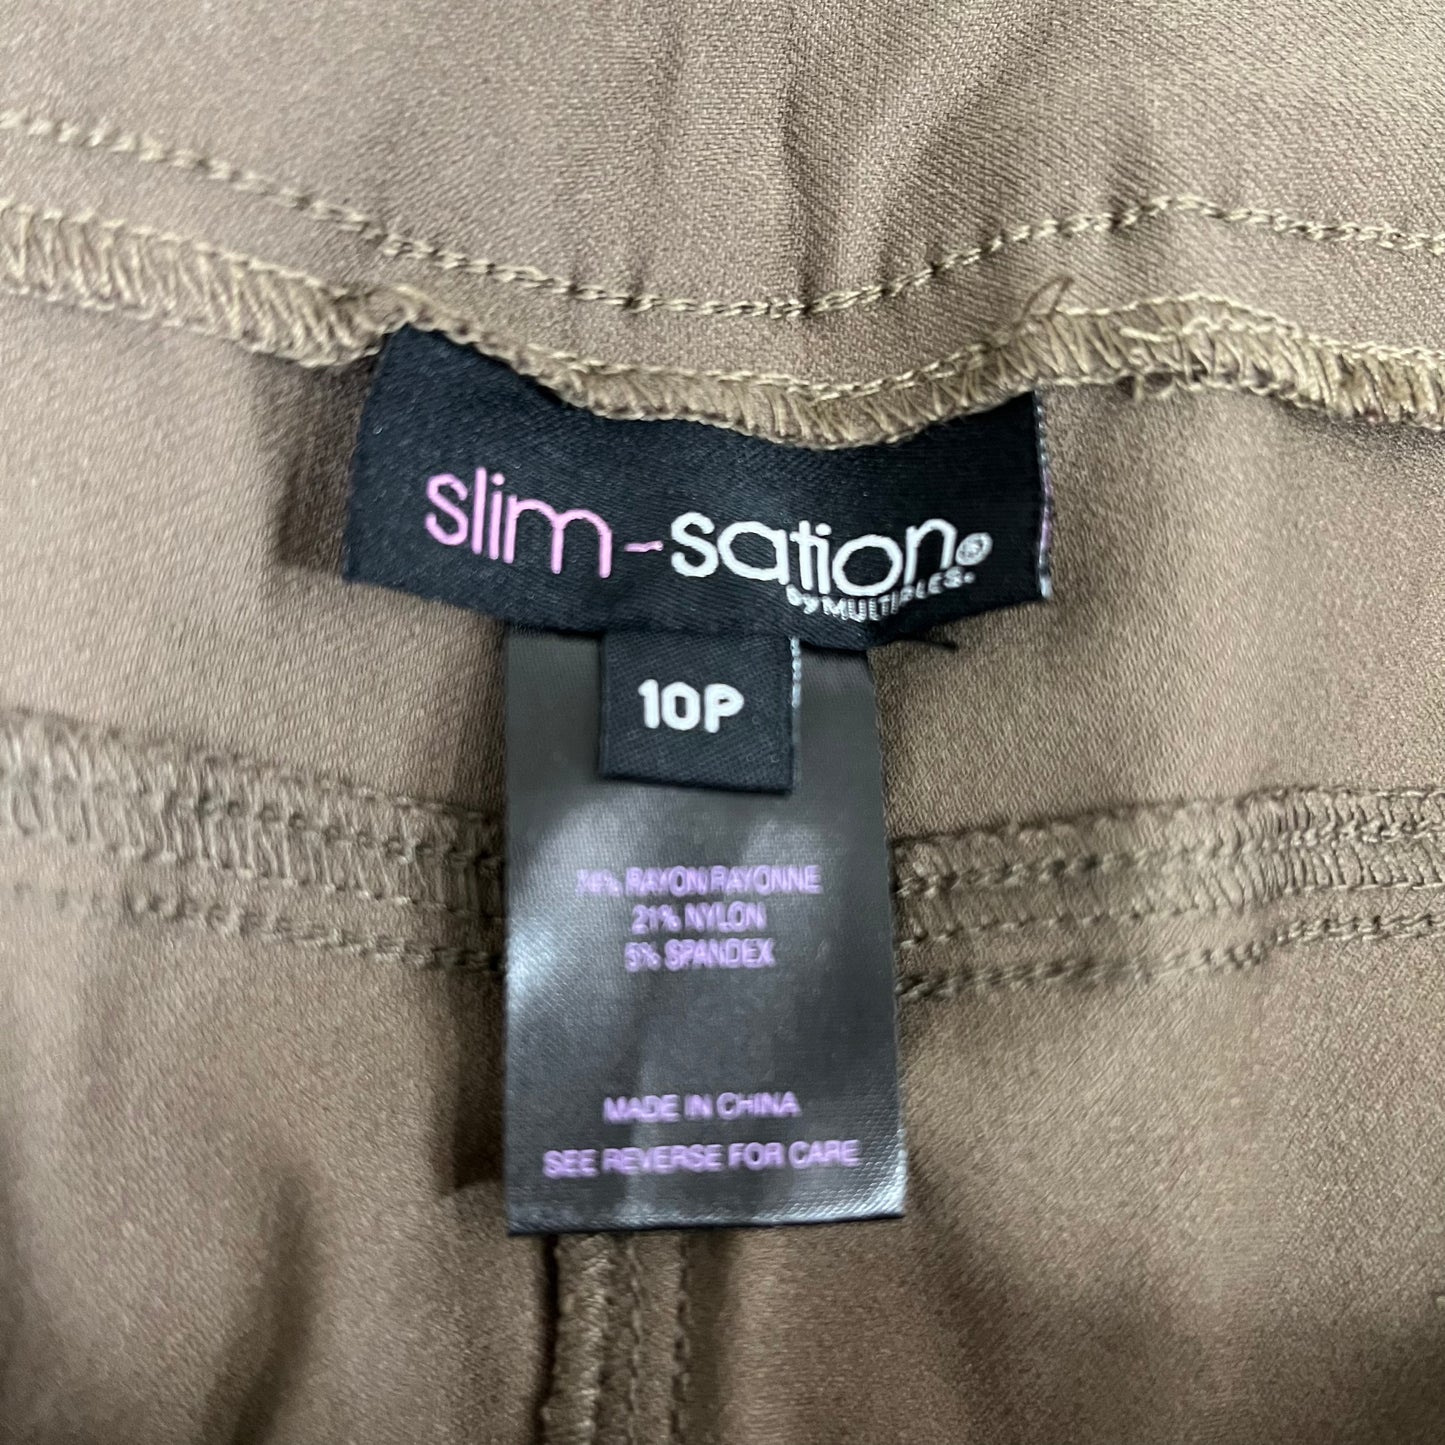 slim-sation®
by MULTIPLES.
10P
74% RAYON/RAYONNE
21% NYLON
5% SPANDEX
MADE IN CHINA
SEE REVERSE FOR CARE